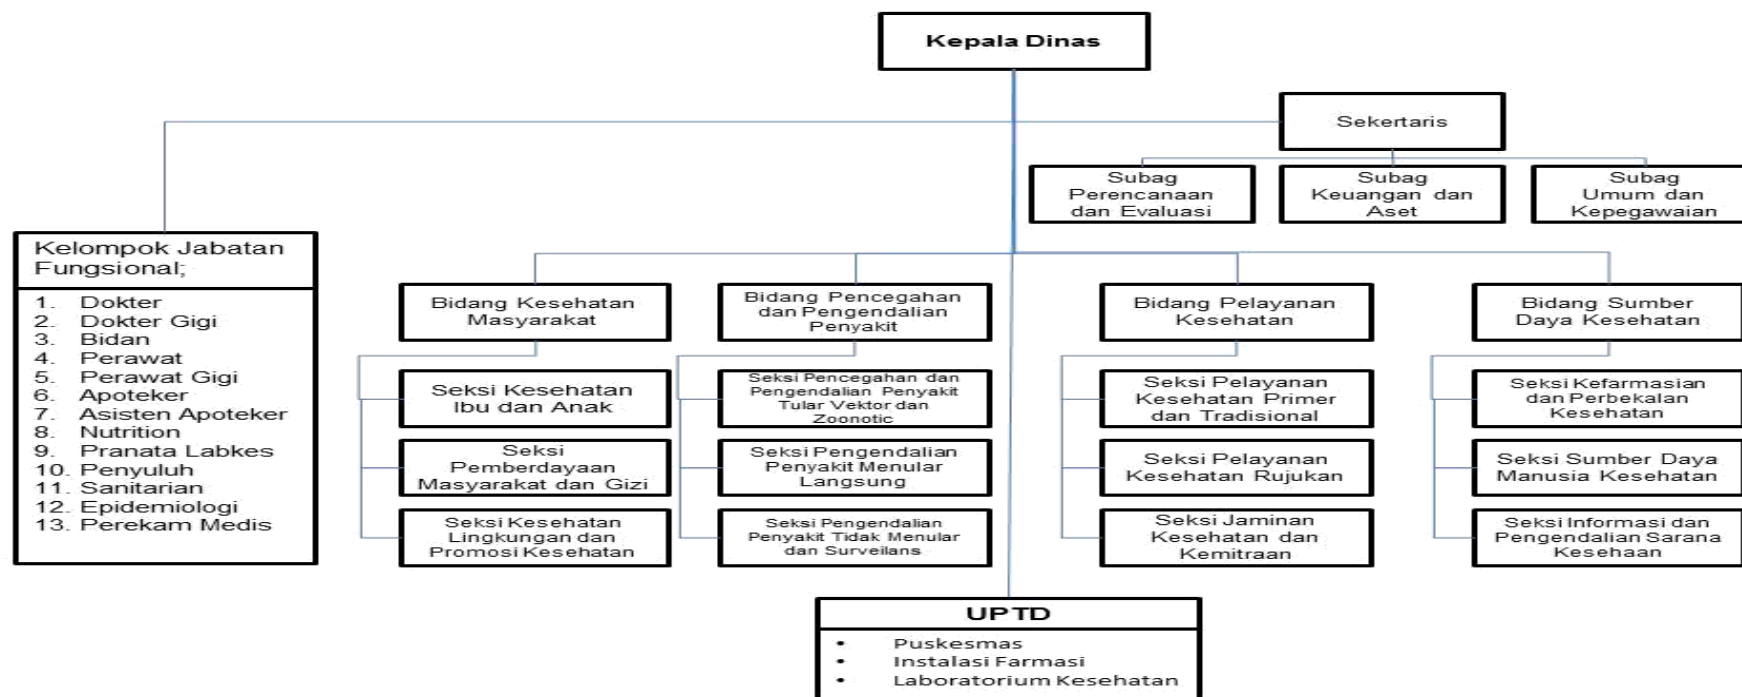 Kepala Dinas
Sekertaris
Subag
Perencanaan
dan Evaluasi
Subag
Keuangan dan
Aset
Subag
Umum dan
Kepegawaian
Kelompok Jabatan
Fungsional;
1. Dokter
2. Dokter Gigi
3. Bidan
4. Perawat
5. Perawat Gigi
6. Apoteker
7. Asisten Apoteker
8. Nutrition
9. Pranata Labkes
10. Penyuluh
11. Sanitarian
12. Epidemiologi
13. Perekam Medis
Bidang Kesehatan
Masyarakat
Seksi Kesehatan
Ibu dan Anak
Seksi
Pemberdayaan
Masyarakat dan Gizi
Seksi Kesehatan
Lingkungan dan
Promosi Kesehatan
Bidang Pencegahan
dan Pengendalian
Penyakit
Seksi Pencegahan dan
Pengendalian Penyakit
Tular Vektor dan
Zoonotic
Seksi Pengendalian
Penyakit Menular
Langsung
Seksi Pengendalian
Penyakit Tidak Menular
dan Surveilans
Bidang Pelayanan
Kesehatan
Seksi Pelayanan
Kesehatan Primer
dan Tradisional
Seksi Pelayanan
Kesehatan Rujukan
Seksi Jaminan
Kesehatan dan
Kemitraan
Bidang Sumber
Daya Kesehatan
Seksi Kefarmasian
dan Perbekalan
Kesehatan
Seksi Sumber Daya
Manusia Kesehatan
Seksi Informasi dan
Pengendalian Sarana
Kesehaan
UPTD
• Puskesmas
• Instalasi Farmasi
• Laboratorium Kesehatan